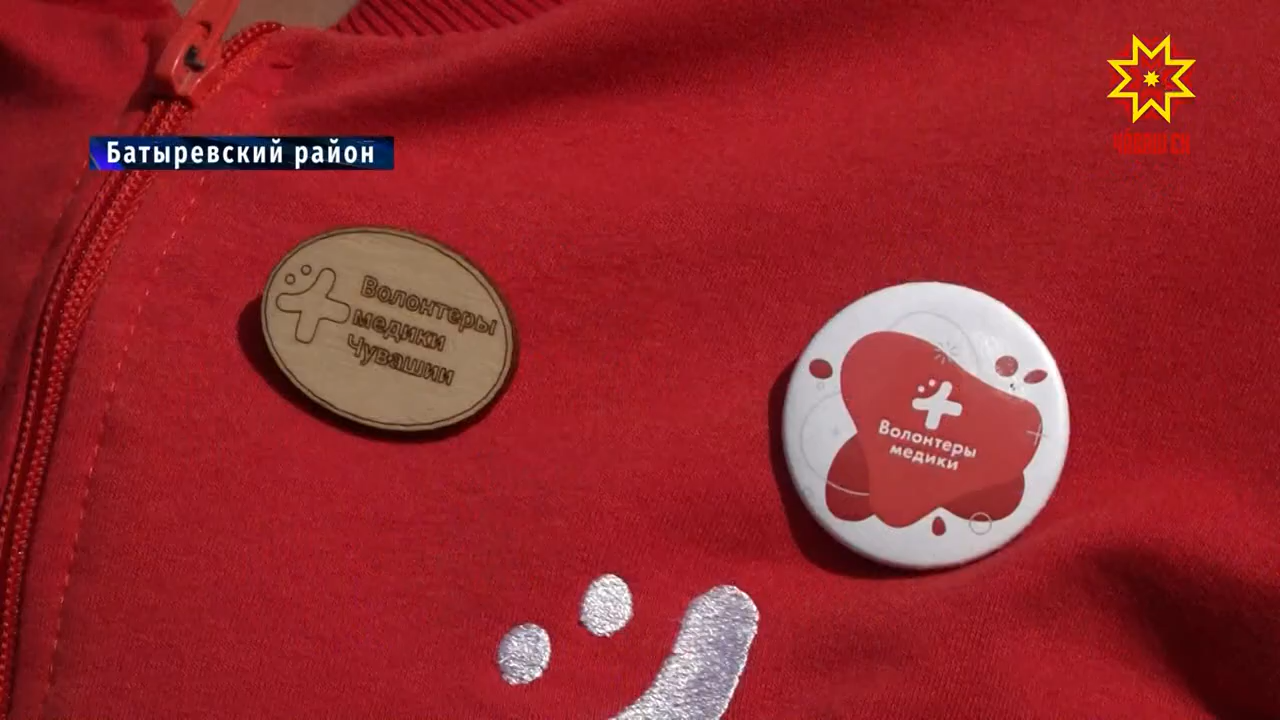 Батыревский район
Волонтеры
медики
Чувашии
Волонтеры
медики